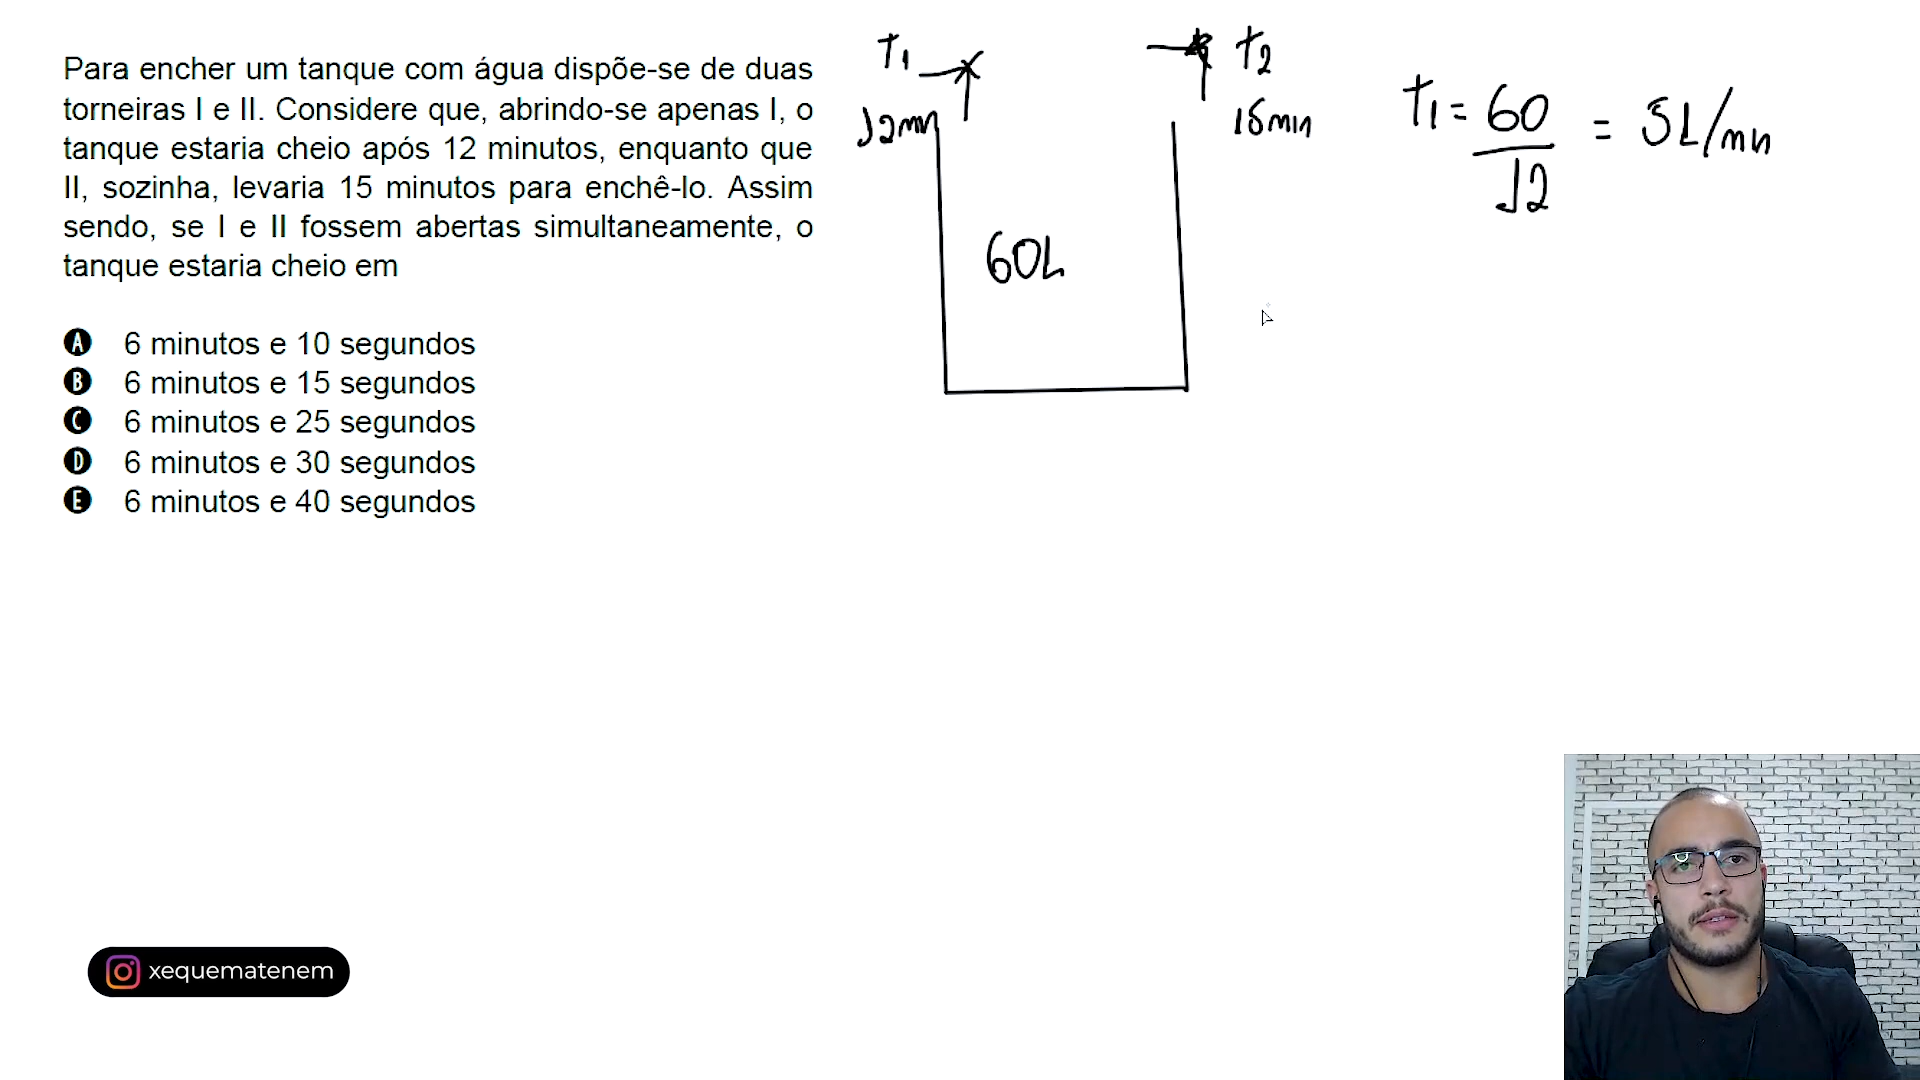 Para encher um tanque com água dispõe-se de duas
torneiras I e II. Considere que, abrindo-se apenas I, o
tanque estaria cheio após 12 minutos, enquanto que
II, sozinha, levaria 15 minutos para enchê-lo. Assim
sendo, se I e II fossem abertas simultaneamente, o
tanque estaria cheio em
A 6 minutos e 10 segundos
B 6 minutos e 15 segundos
C 6 minutos e 25 segundos
D 6 minutos e 30 segundos
E 6 minutos e 40 segundos
T1
12min
T2
15min
60L
T1 = 60/12 = 5L/min
xequematenem